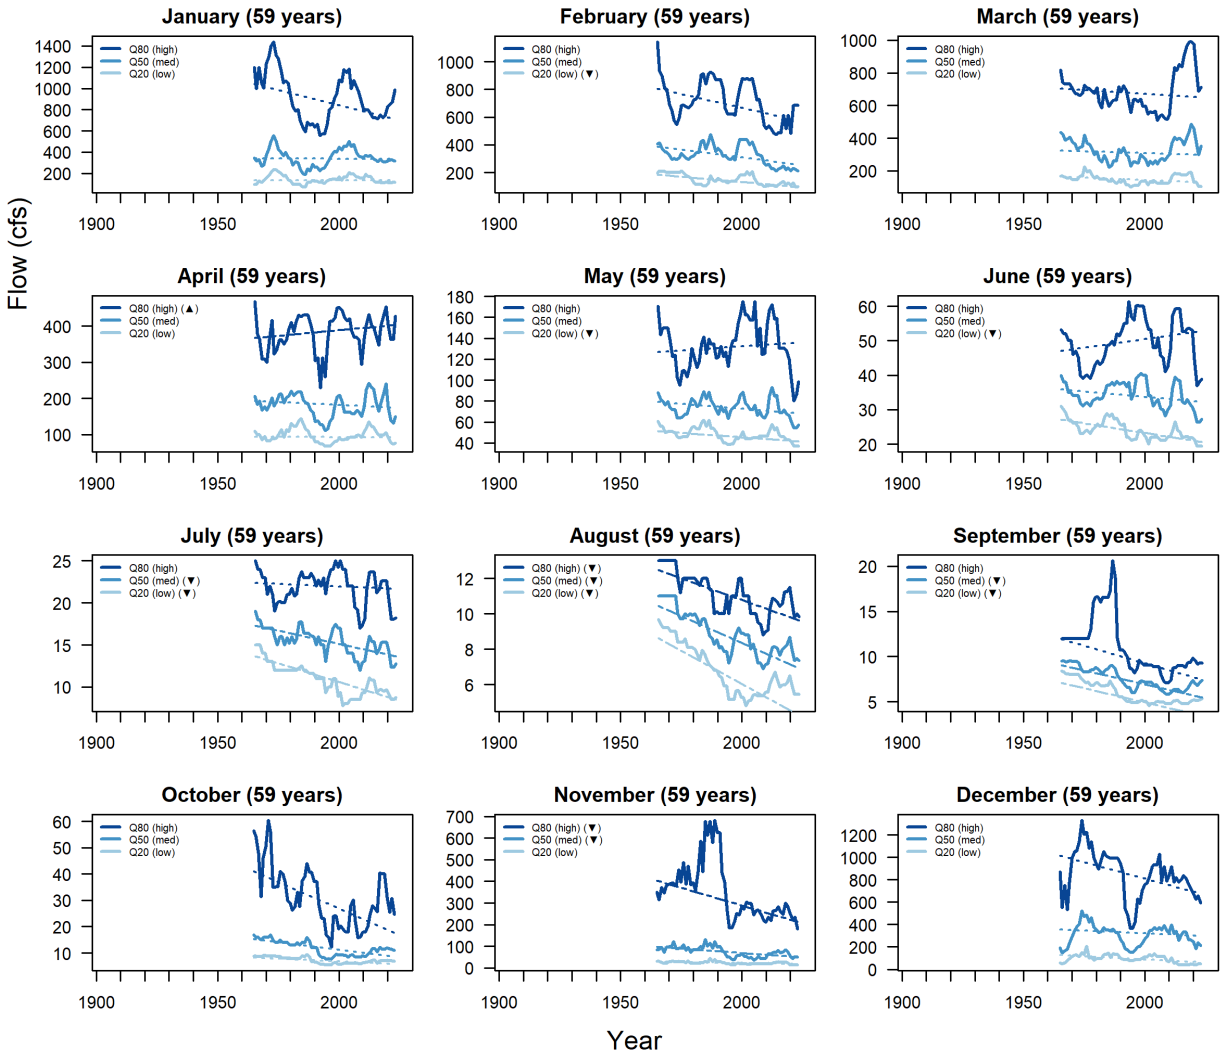 January (59 years)
1400
1200
1000
800
600
400
200
Q80 (high)
Q50 (med)
Q20 (low)
1900
1950
2000
February (59 years)
1000
800
600
400
200
Q80 (high)
Q50 (med)
Q20 (low) (▼)
1900
1950
2000
March (59 years)
1000
800
600
400
200
Q80 (high)
Q50 (med)
Q20 (low)
1900
1950
2000
Flow (cfs)
April (59 years)
400
300
200
100
Q80 (high) (▲)
Q50 (med)
Q20 (low)
1900
1950
2000
May (59 years)
180
160
140
120
100
80
60
40
Q80 (high)
Q50 (med)
Q20 (low) (▼)
1900
1950
2000
June (59 years)
60
50
40
30
20
Q80 (high)
Q50 (med)
Q20 (low) (▼)
1900
1950
2000
July (59 years)
25
20
15
10
Q80 (high)
Q50 (med) (▼)
Q20 (low) (▼)
1900
1950
2000
August (59 years)
12
10
8
6
Q80 (high) (▼)
Q50 (med) (▼)
Q20 (low) (▼)
1900
1950
2000
September (59 years)
20
15
10
5
Q80 (high)
Q50 (med) (▼)
Q20 (low) (▼)
1900
1950
2000
October (59 years)
60
50
40
30
20
10
Q80 (high)
Q50 (med)
Q20 (low)
1900
1950
2000
November (59 years)
700
600
500
400
300
200
100
0
Q80 (high) (▼)
Q50 (med) (▼)
Q20 (low)
1900
1950
2000
December (59 years)
1200
1000
800
600
400
200
0
Q80 (high)
Q50 (med)
Q20 (low)
1900
1950
2000
Year